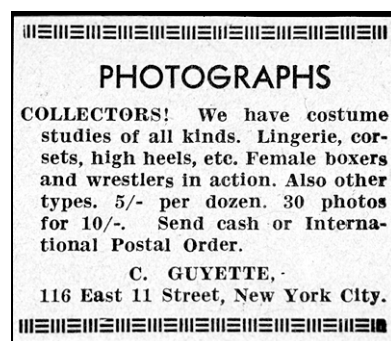 PHOTOGRAPHS
COLLECTORS! We have costume
studies of all kinds. Lingerie, cor-
sets, high heels, etc. Female boxers
and wrestlers in action. Also other
types. 5/- per dozen. 30 photos
for 10/-. Send cash or Interna-
tional Postal Order.
C. GUYETTE,
116 East 11 Street, New York City.